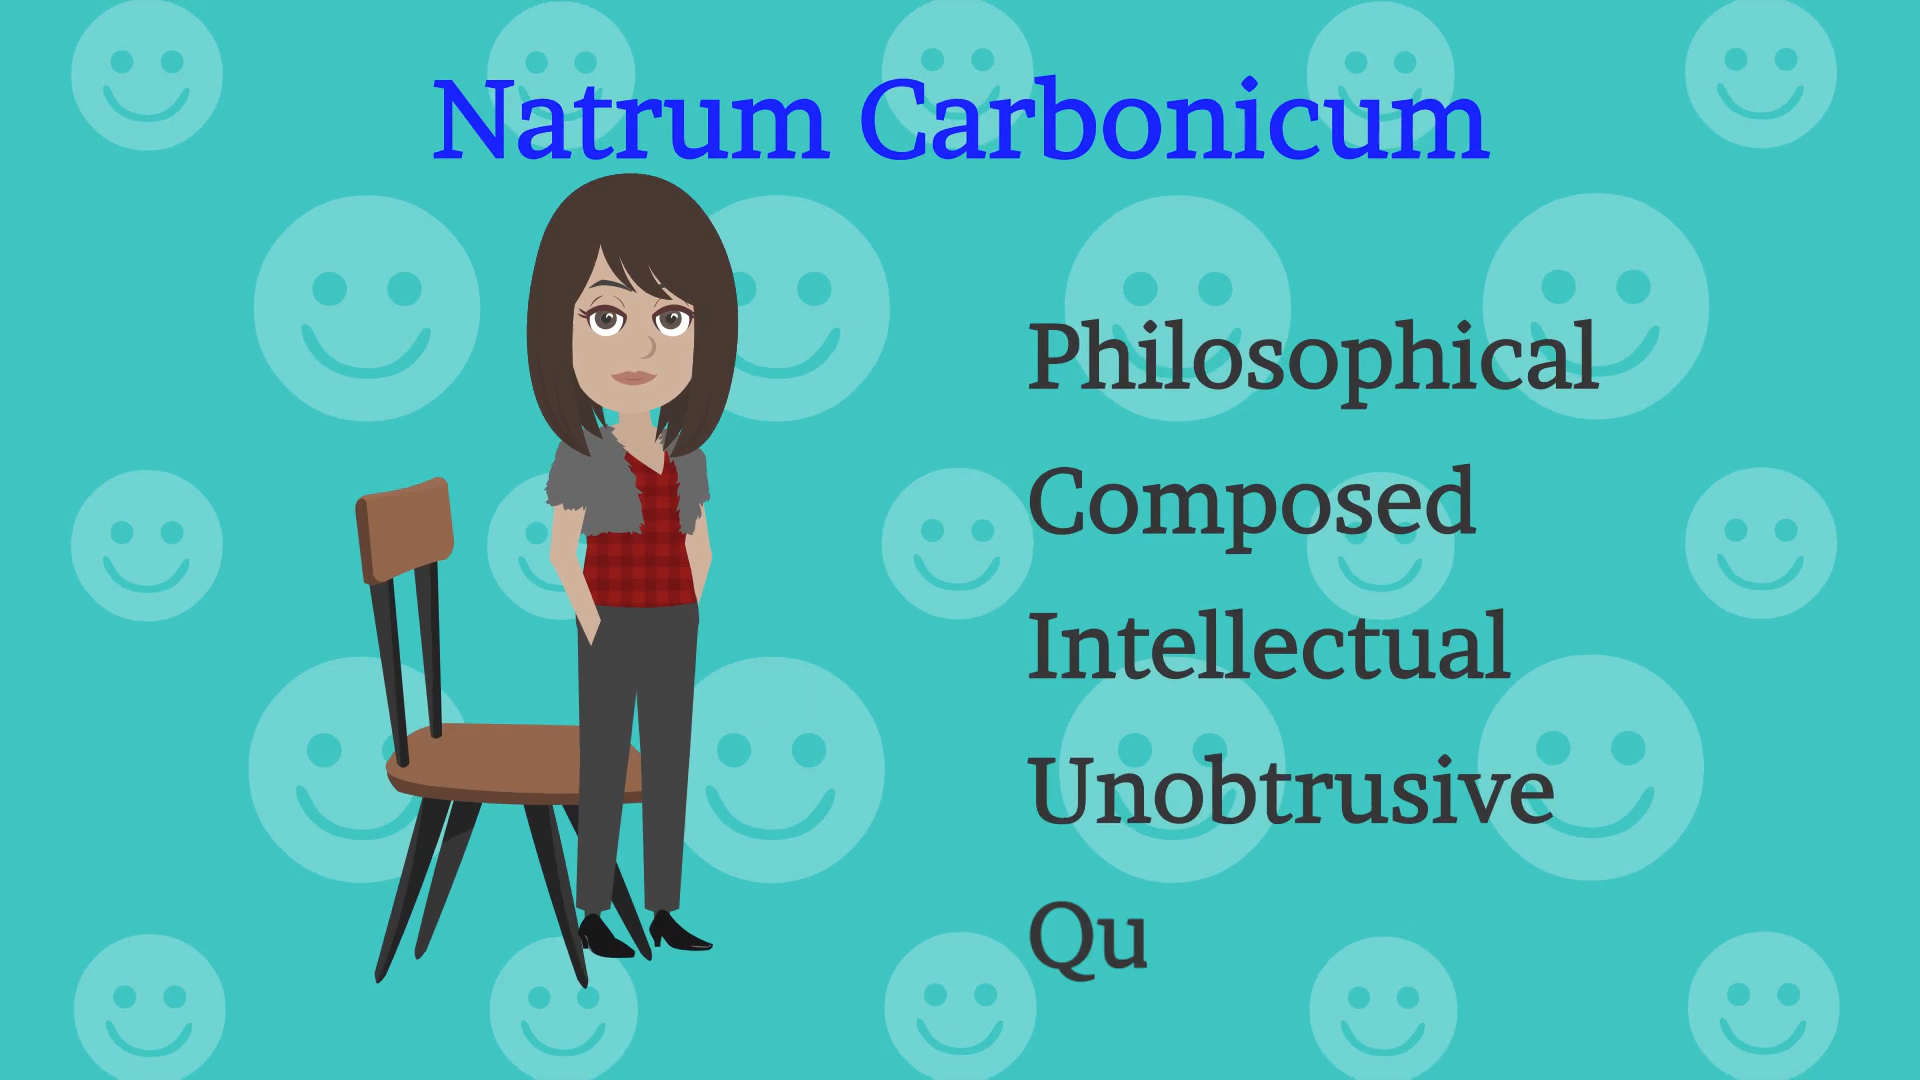 Natrum Carbonicum
Philosophical
Composed
Intellectual
Unobtrusive
Qu